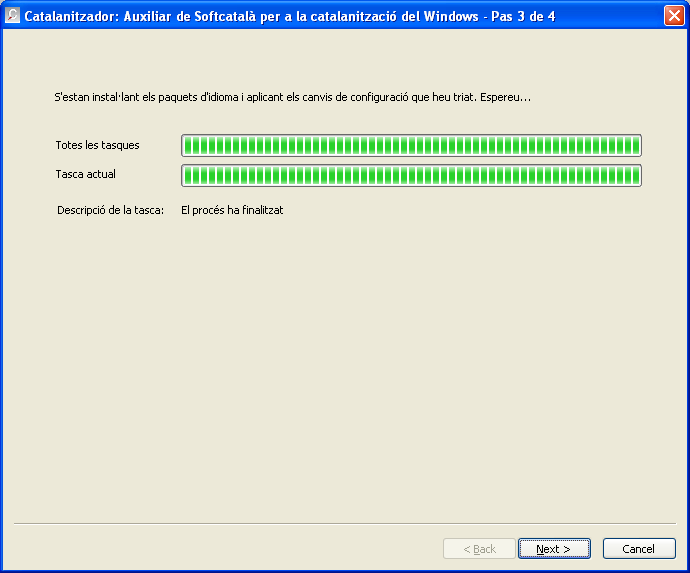 Catalanitzador: Auxiliar de Softcatalà per a la catalanització del Windows - Pas 3 de 4
S'estan instal·lant els paquets d'idioma i aplicant els canvis de configuració que heu triat. Espereu...
Totes les tasques
Tasca actual
Descripció de la tasca: El procés ha finalitzat
< Back Next > Cancel